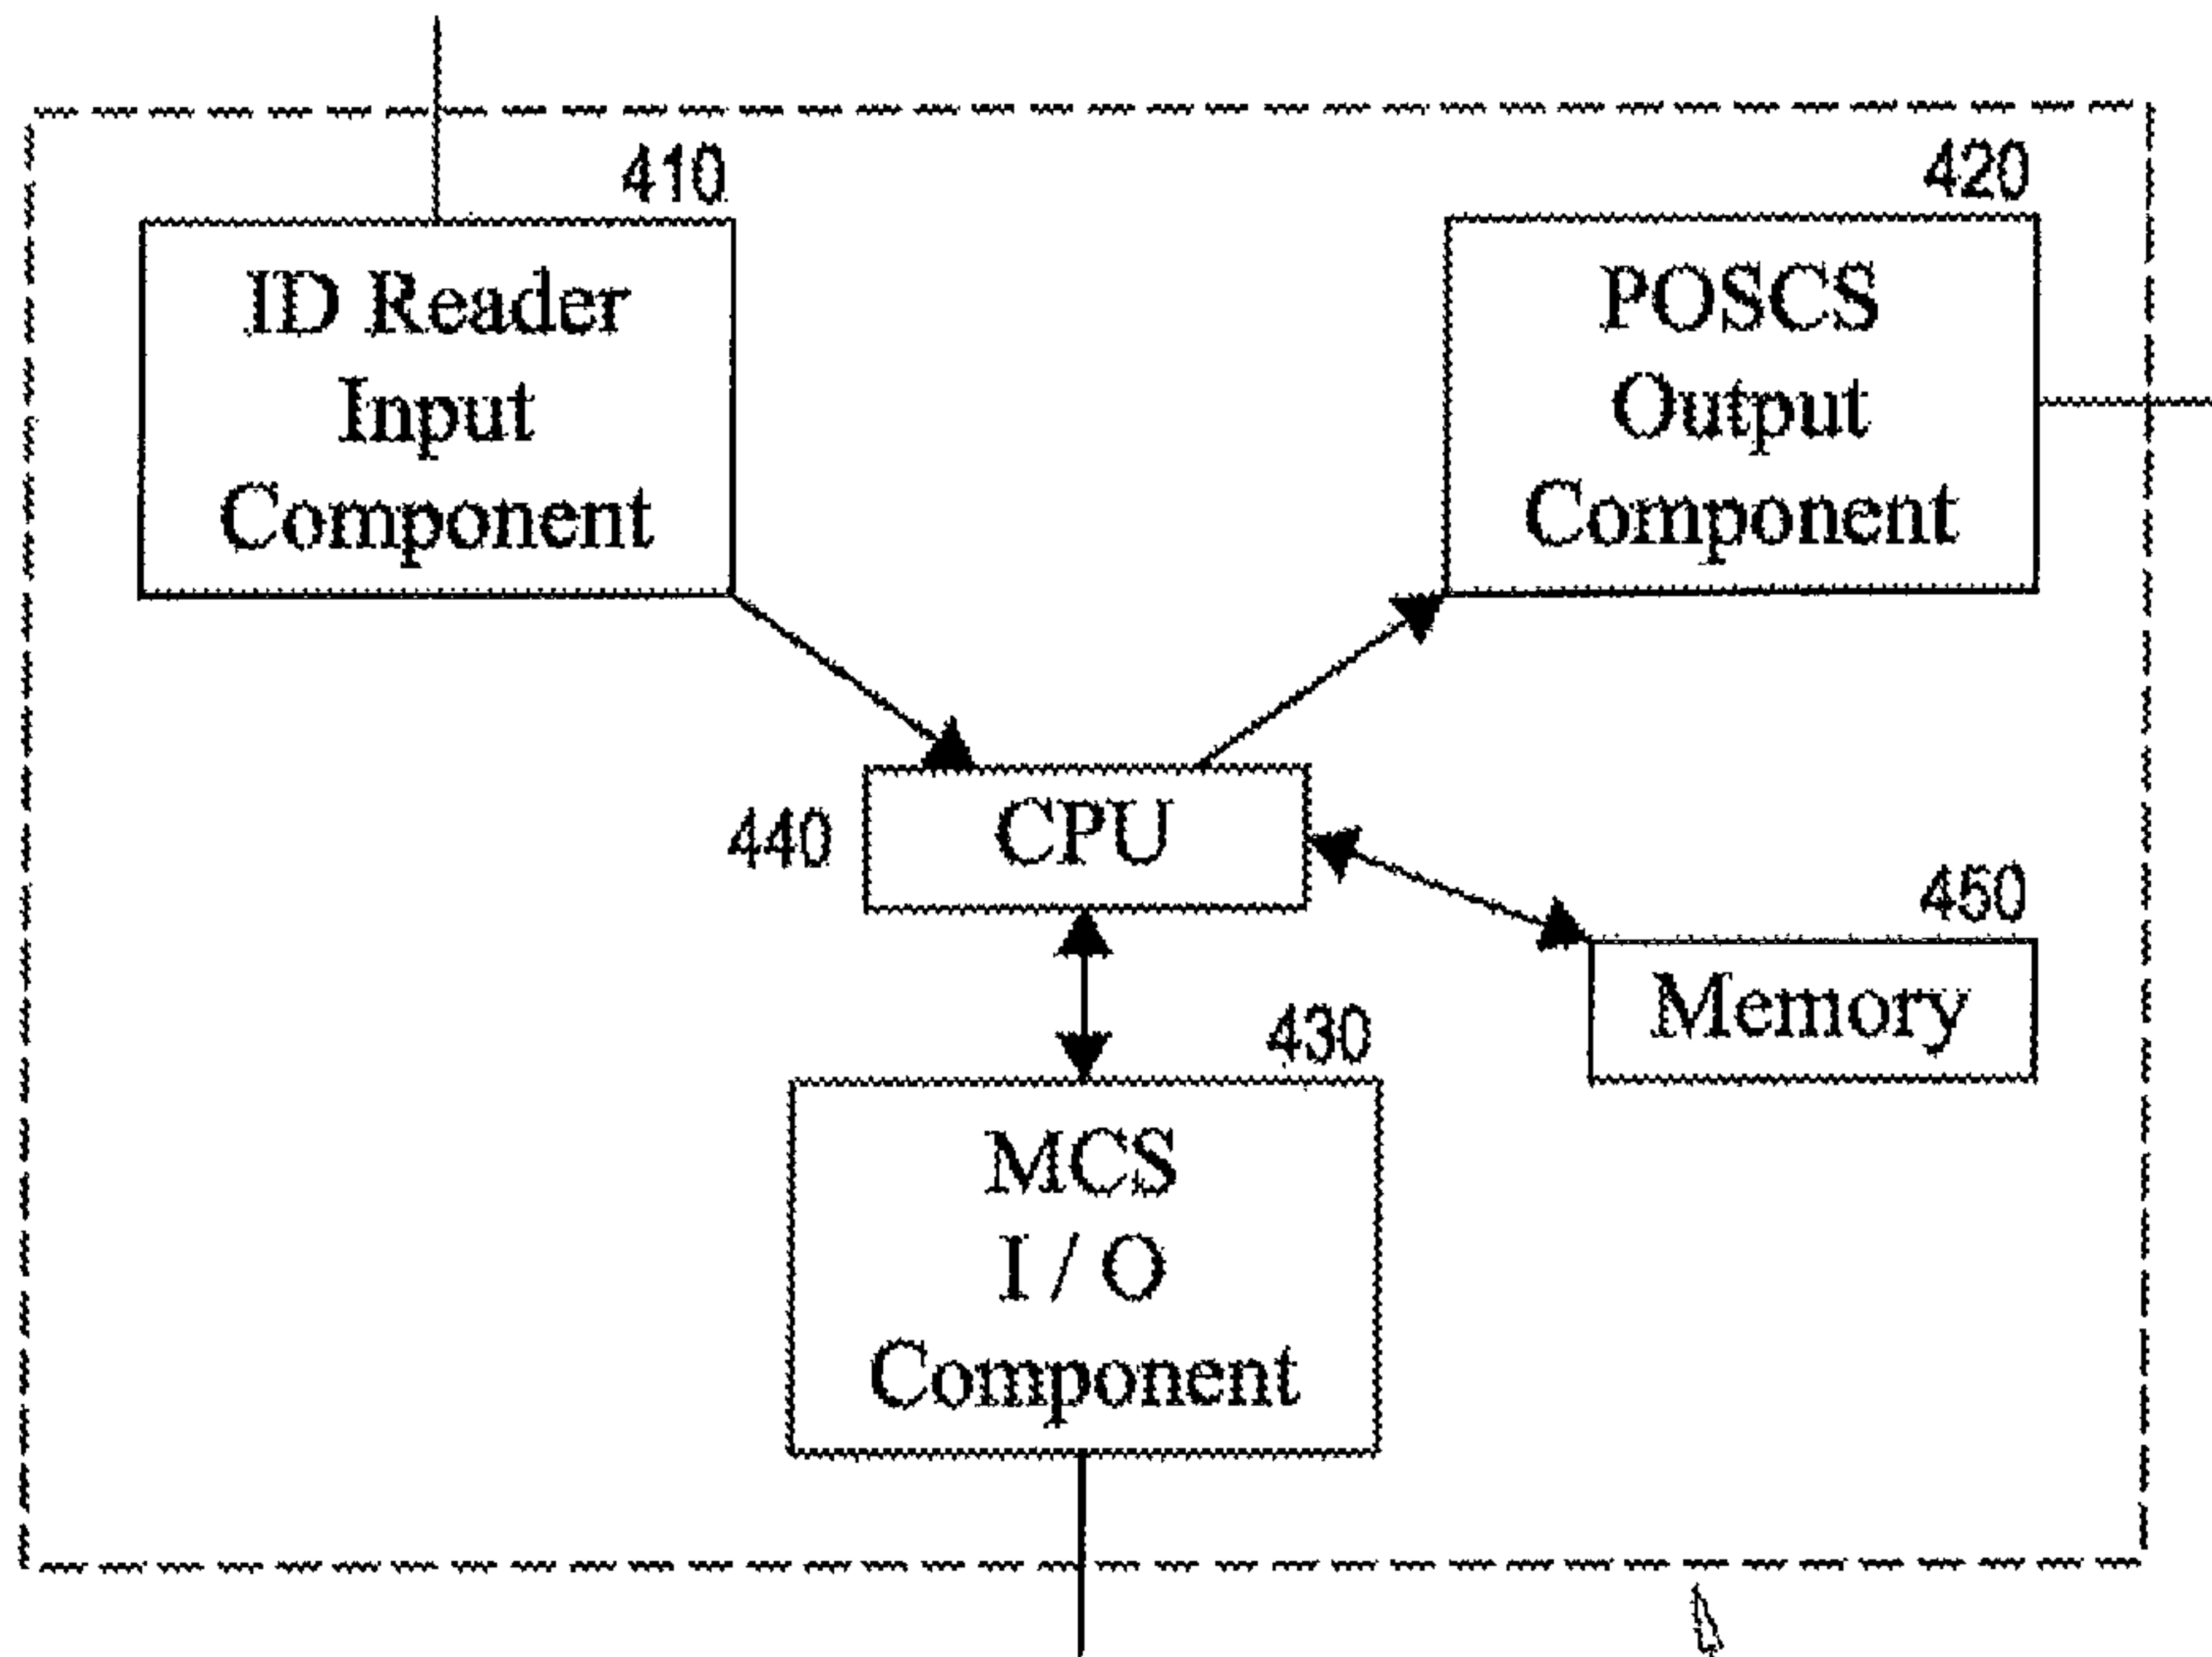 410
ID Reader
Input
Component
420
POSCS
Output
Component
440
CPU
450
Memory
430
MCS
I / O
Component